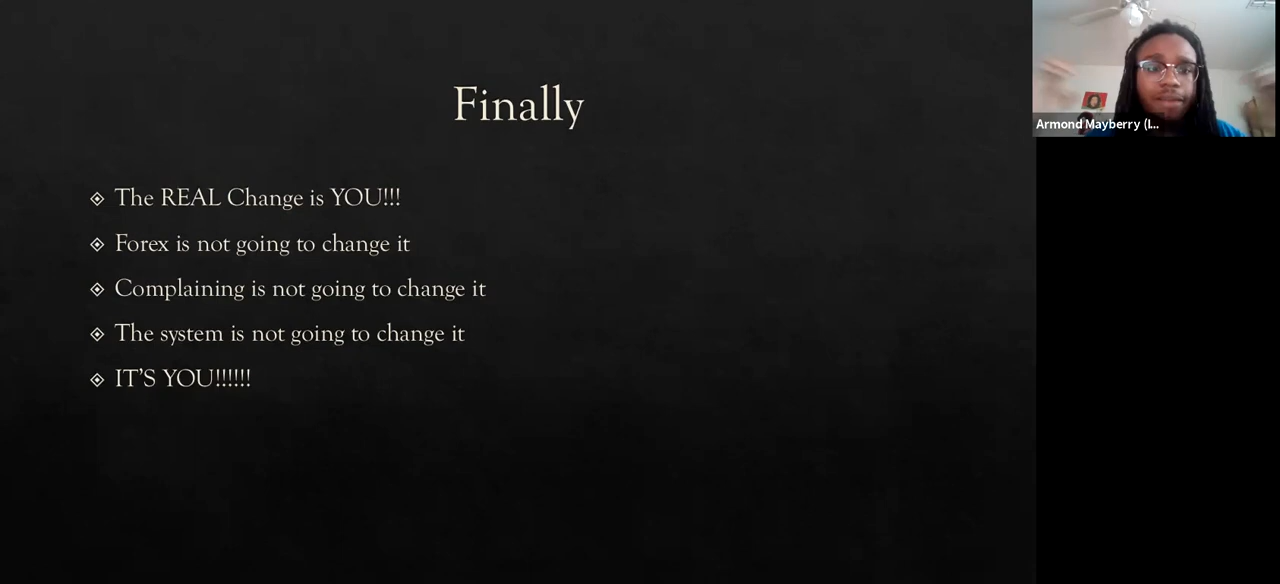 Finally
The REAL Change is YOU!!!
Forex is not going to change it
Complaining is not going to change it
The system is not going to change it
IT'S YOU!!!!!!
Armond Mayberry (I...